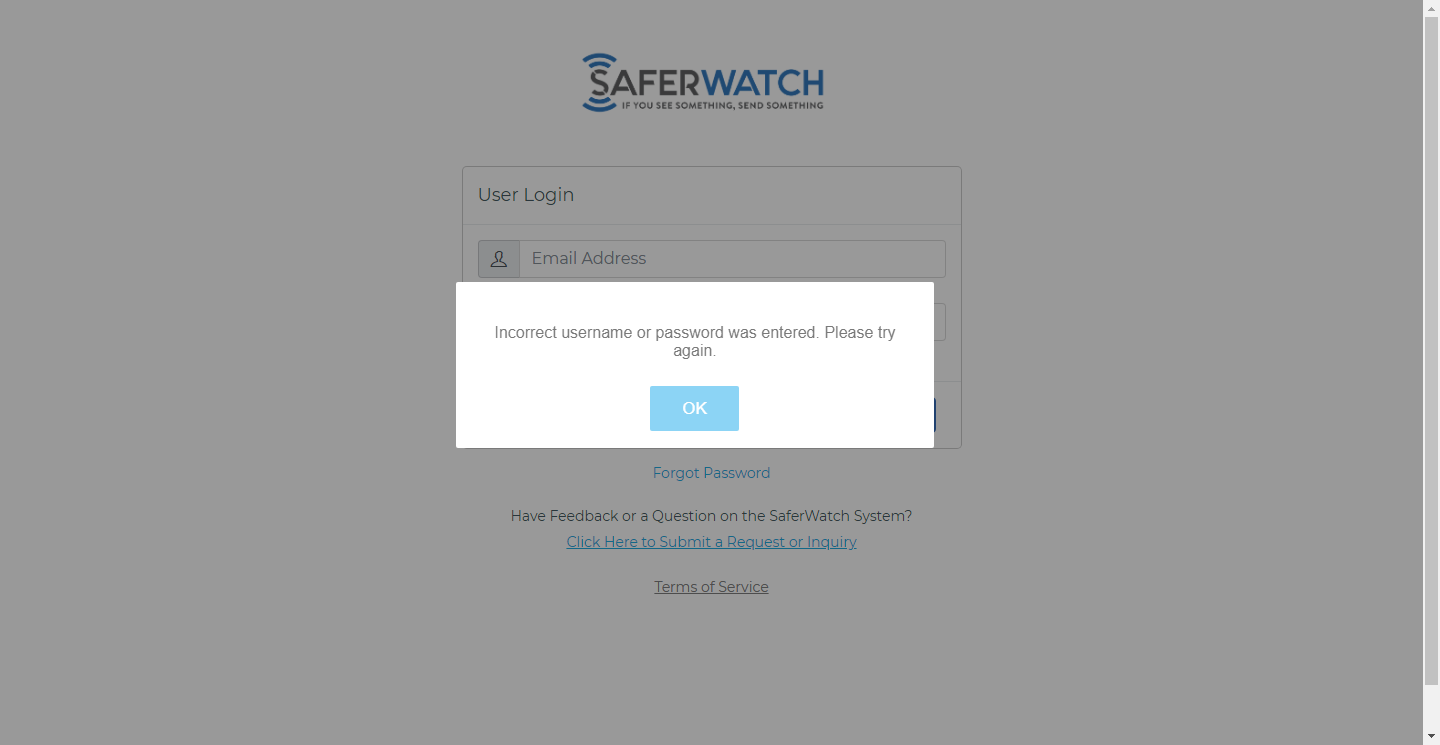 SAFERWATCH
IF YOU SEE SOMETHING, SEND SOMETHING
User Login
Email Address
Incorrect username or password was entered. Please try
again.
OK
Forgot Password
Have Feedback or a Question on the SaferWatch System?
Click Here to Submit a Request or Inquiry
Terms of Service